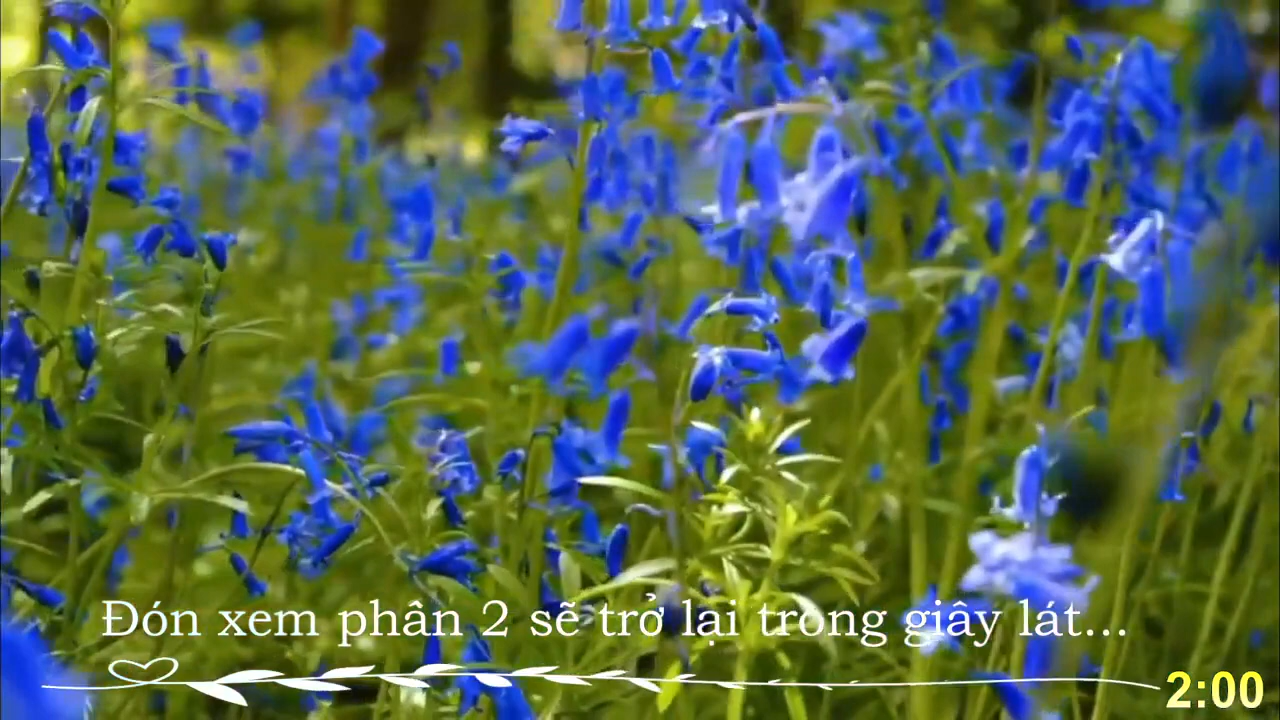 Đón xem phần 2 sẽ trở lại trong giây lát...
2:00